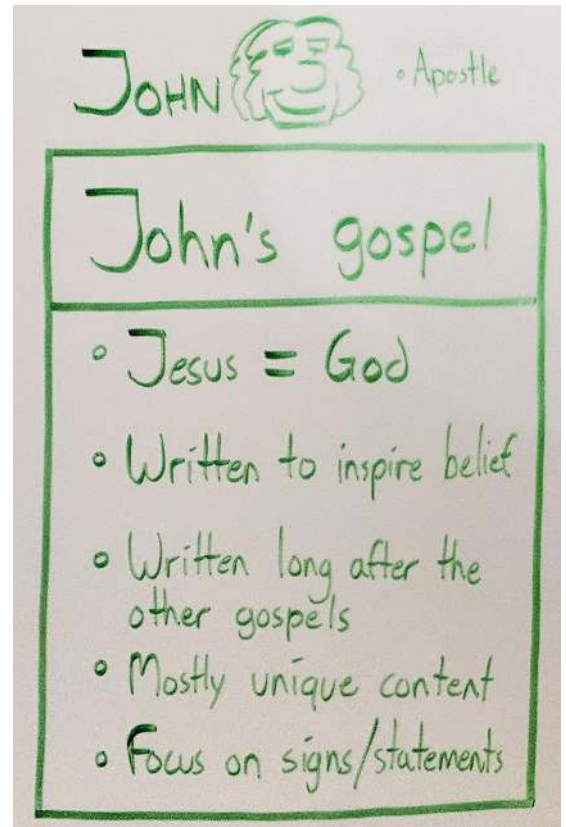 JOHN
• Apostle
John's gospel
• Jesus = God
• Written to inspire belief
• Written long after the
other gospels
• Mostly unique content
• Focus on signs/statements